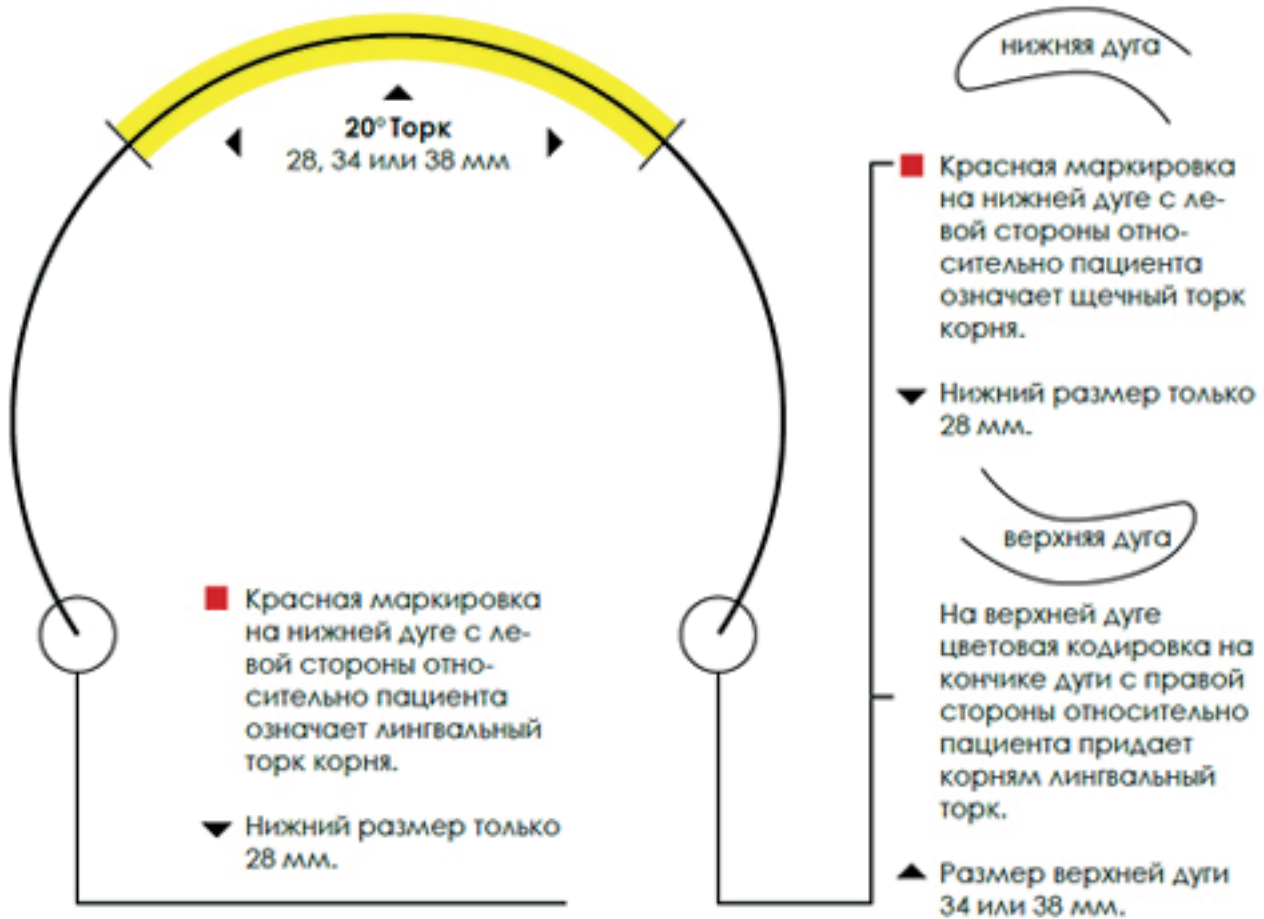 20° Торк
28, 34 или 38 мм
Красная маркировка
на нижней дуге с ле-
вой стороны отно-
сительно пациента
означает лингвальный
торк корня.
Нижний размер только
28 мм.
нижняя дуга
Красная маркировка
на нижней дуге с ле-
вой стороны отно-
сительно пациента
означает щечный торк
корня.
Нижний размер только
28 мм.
верхняя дуга
На верхней дуге
цветовая кодировка на
кончике дуги с правой
стороны относительно
пациента придает
корням лингвальный
торк.
Размер верхней дуги
34 или 38 мм.